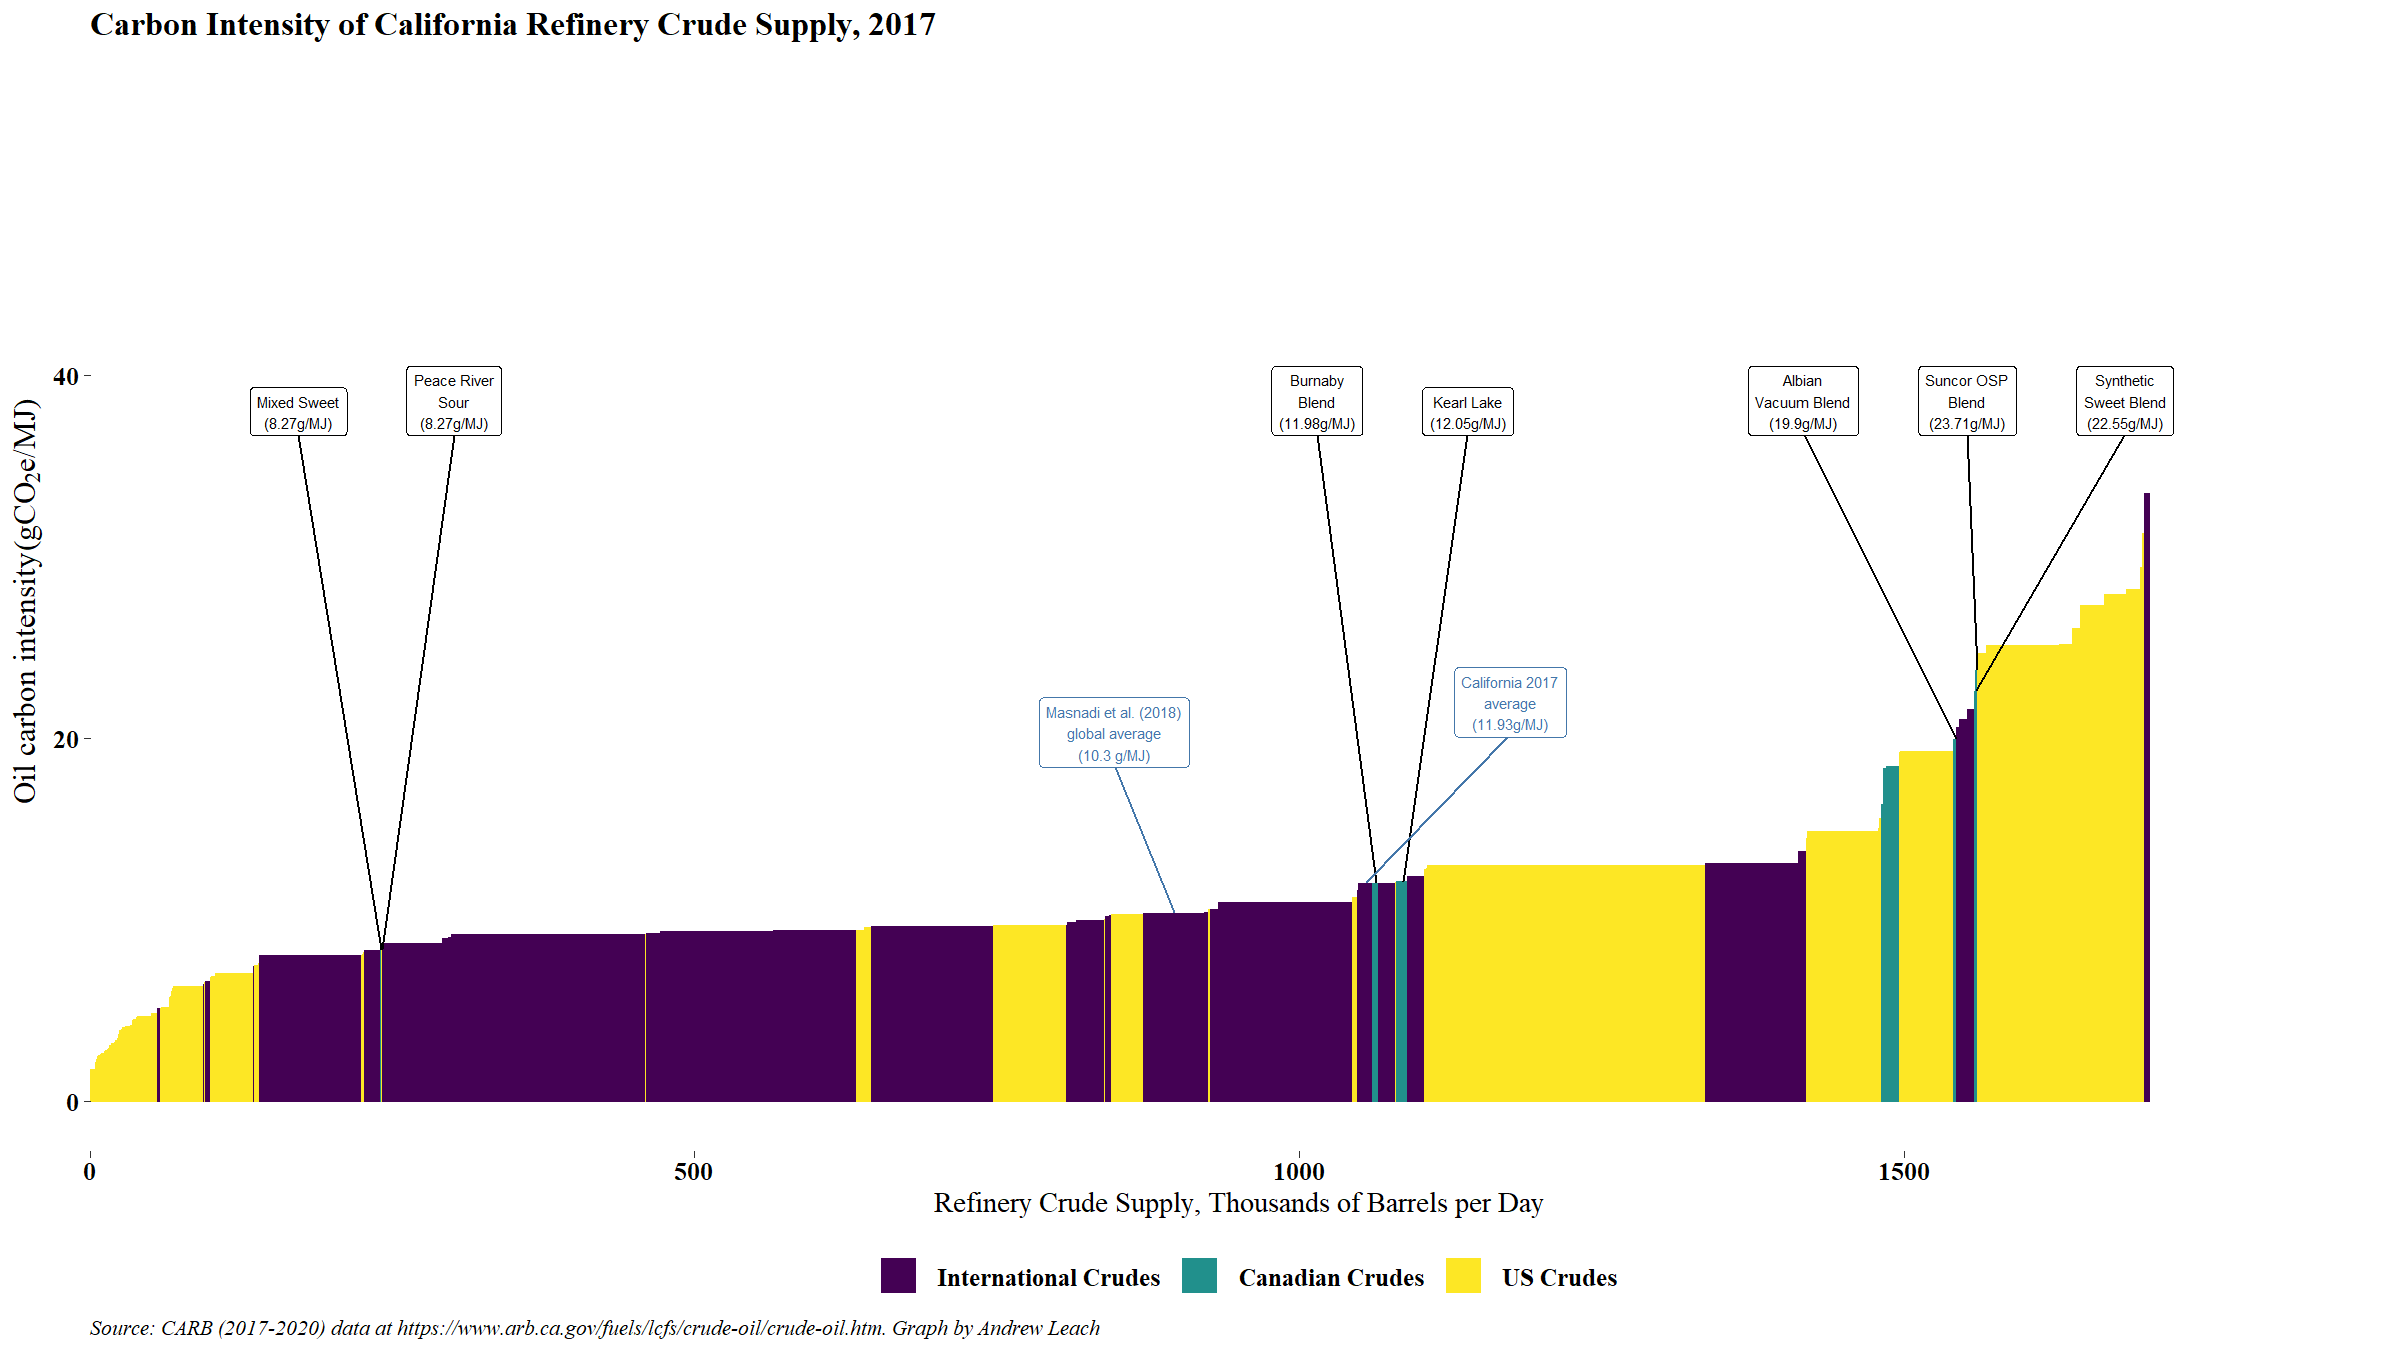 Carbon Intensity of California Refinery Crude Supply, 2017
Oil carbon intensity(gCO₂e/MJ)
40
20
0
Mixed Sweet
(8.27g/MJ)
Peace River
Sour
(8.27g/MJ)
Burnaby
Blend
(11.98g/MJ)
Kearl Lake
(12.05g/MJ)
Albian
Vacuum Blend
(19.9g/MJ)
Suncor OSP
Blend
(23.71g/MJ)
Synthetic
Sweet Blend
(22.55g/MJ)
Masnadi et al. (2018)
global average
(10.3 g/MJ)
California 2017
average
(11.93g/MJ)
0
500
1000
1500
Refinery Crude Supply, Thousands of Barrels per Day
International Crudes
Canadian Crudes
US Crudes
Source: CARB (2017-2020) data at https://www.arb.ca.gov/fuels/lcfs/crude-oil/crude-oil.htm. Graph by Andrew Leach